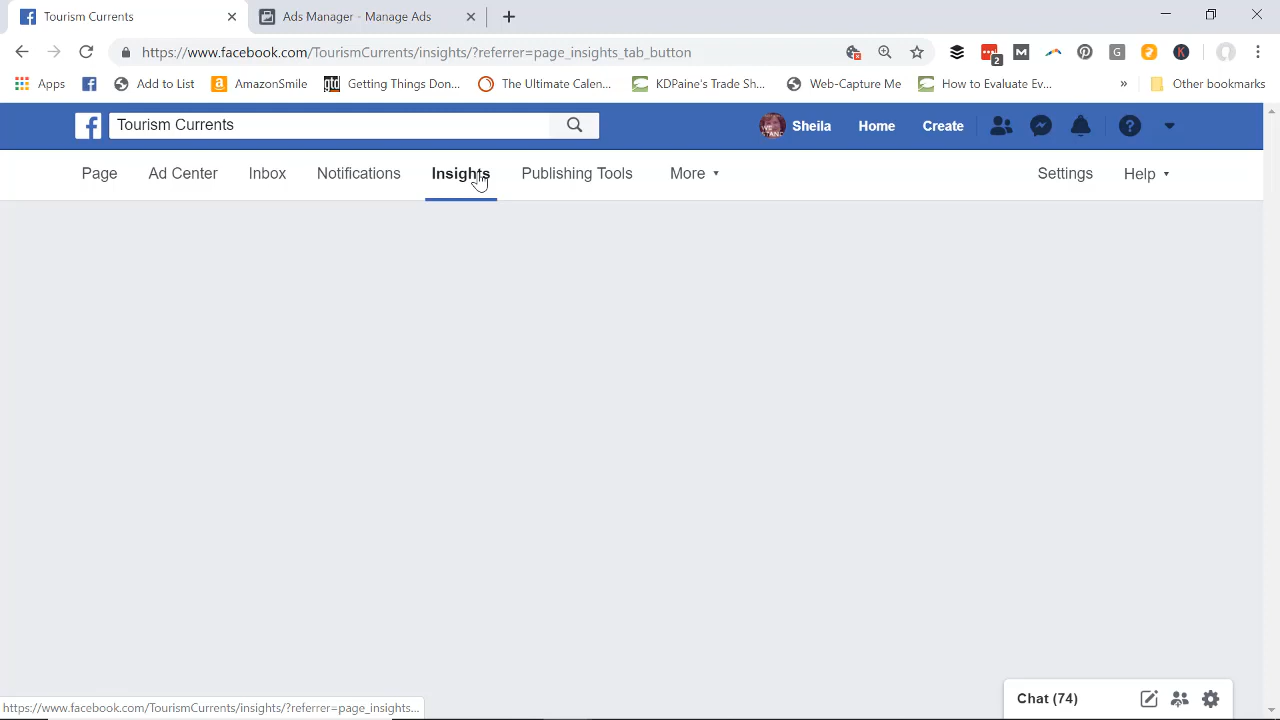 Tourism Currents
Ads Manager - Manage Ads
https://www.facebook.com/TourismCurrents/insights/?referrer=page_insights_tab_button
2
M
G
K
Apps
Add to List
AmazonSmile
gtd
Getting Things Don...
The Ultimate Calen...
KDPaine's Trade Sh...
Web-Capture Me
How to Evaluate Ev...
»
Other bookmarks
Tourism Currents
Sheila
Home
Create
Page
Ad Center
Inbox
Notifications
Insights
Publishing Tools
More
Settings
Help
Chat (74)
https://www.facebook.com/TourismCurrents/insights/?referrer=page_insights...